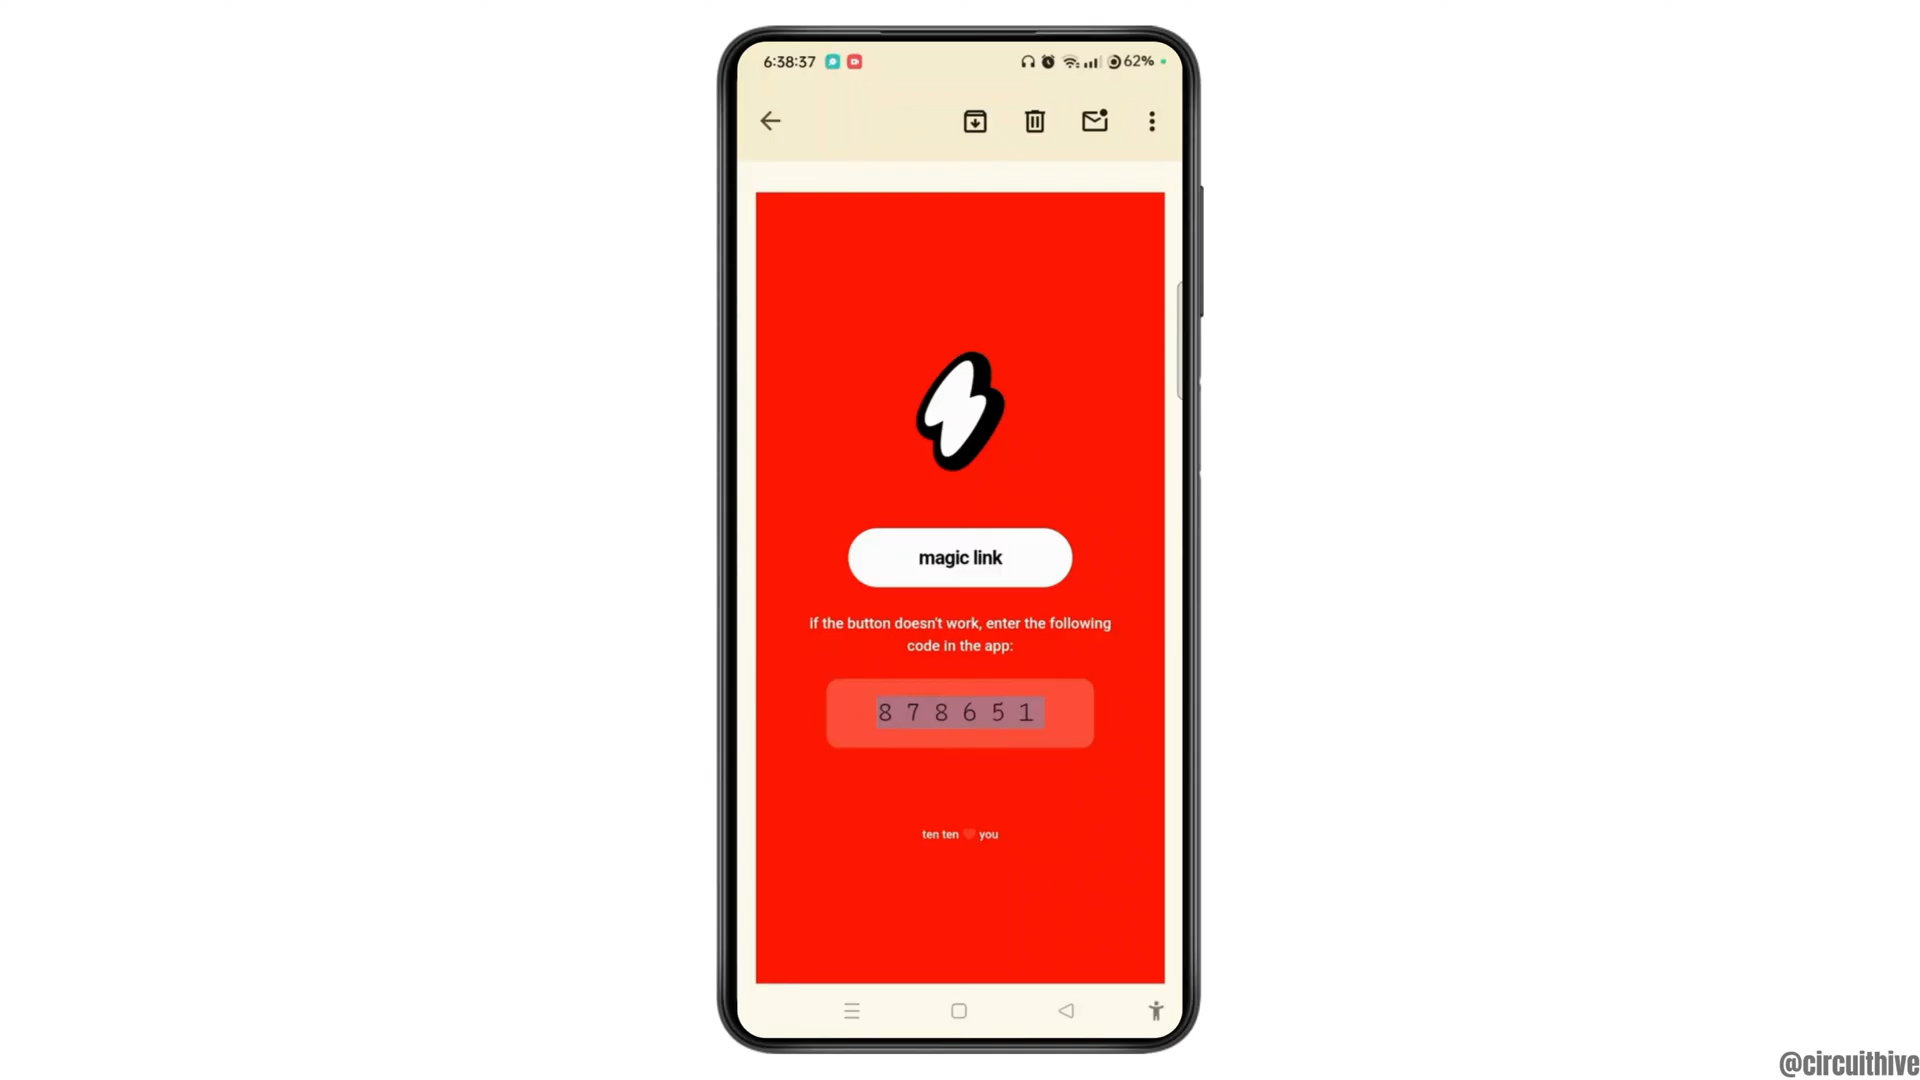 6:38:37
62%
magic link
if the button doesn't work, enter the following
code in the app:
8 7 8 6 5 1
ten ten ❤ you
@circuithive